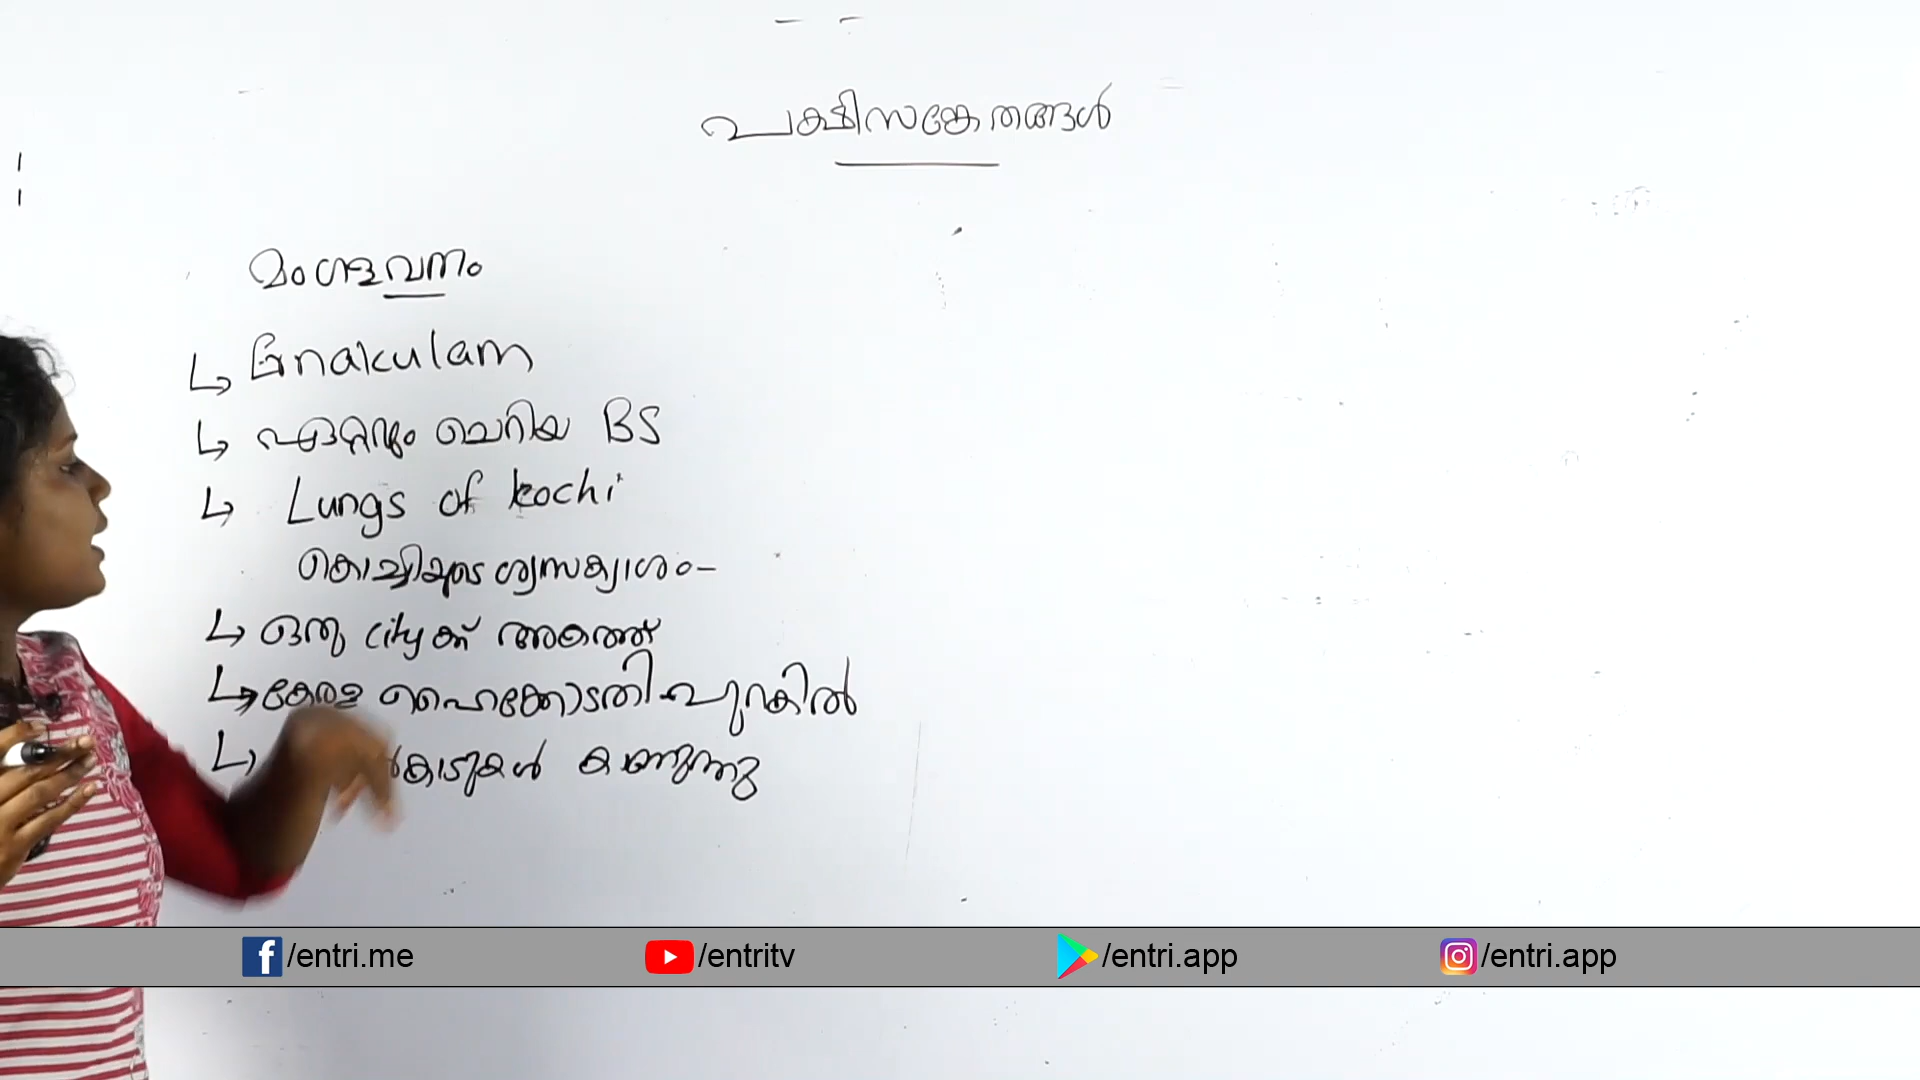 പക്ഷിസങ്കേതങ്ങൾ
മംഗളവനം
Ernakulam
ഏറ്റവും ചെറിയ BS
Lungs of kochi
കൊച്ചിയുടെ ശ്വാസകോശം-
ഒരു cityക്ക് അകത്ത്
കേരള ഹൈക്കോടതി പുറകിൽ
കാണുന്നു
/entri.me
/entritv
/entri.app
/entri.app